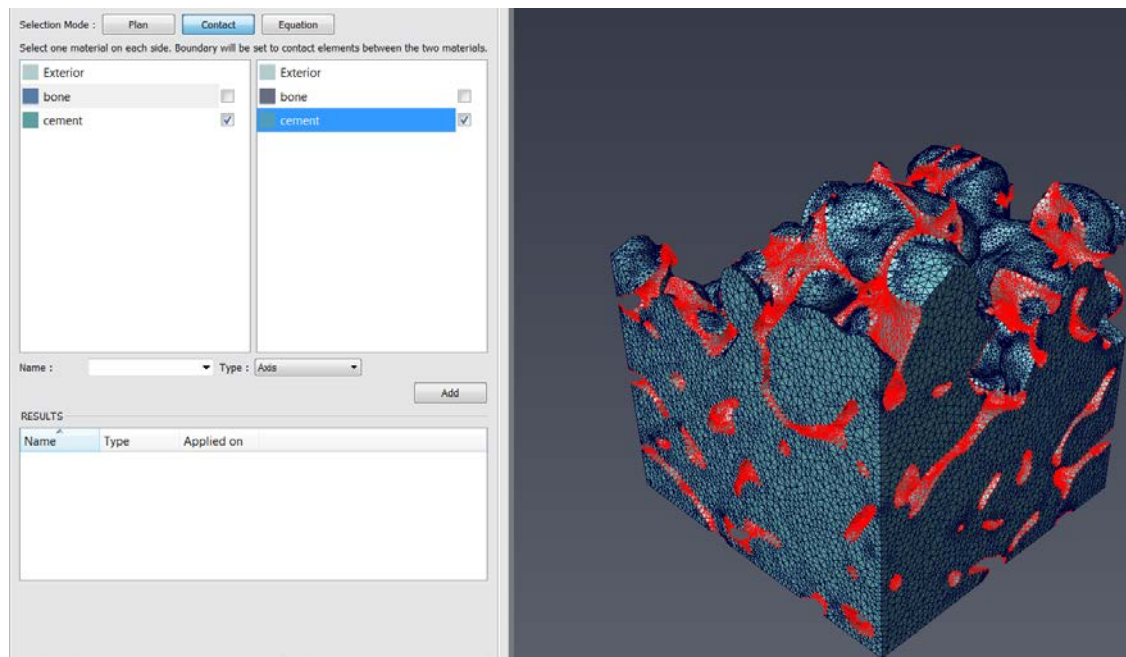 Selection Mode : Plan Contact Equation
Select one material on each side. Boundary will be set to contact elements between the two materials.
Exterior Exterior
bone bone
cement cement
Name : Type : Axis
Add
RESULTS
Name Type Applied on